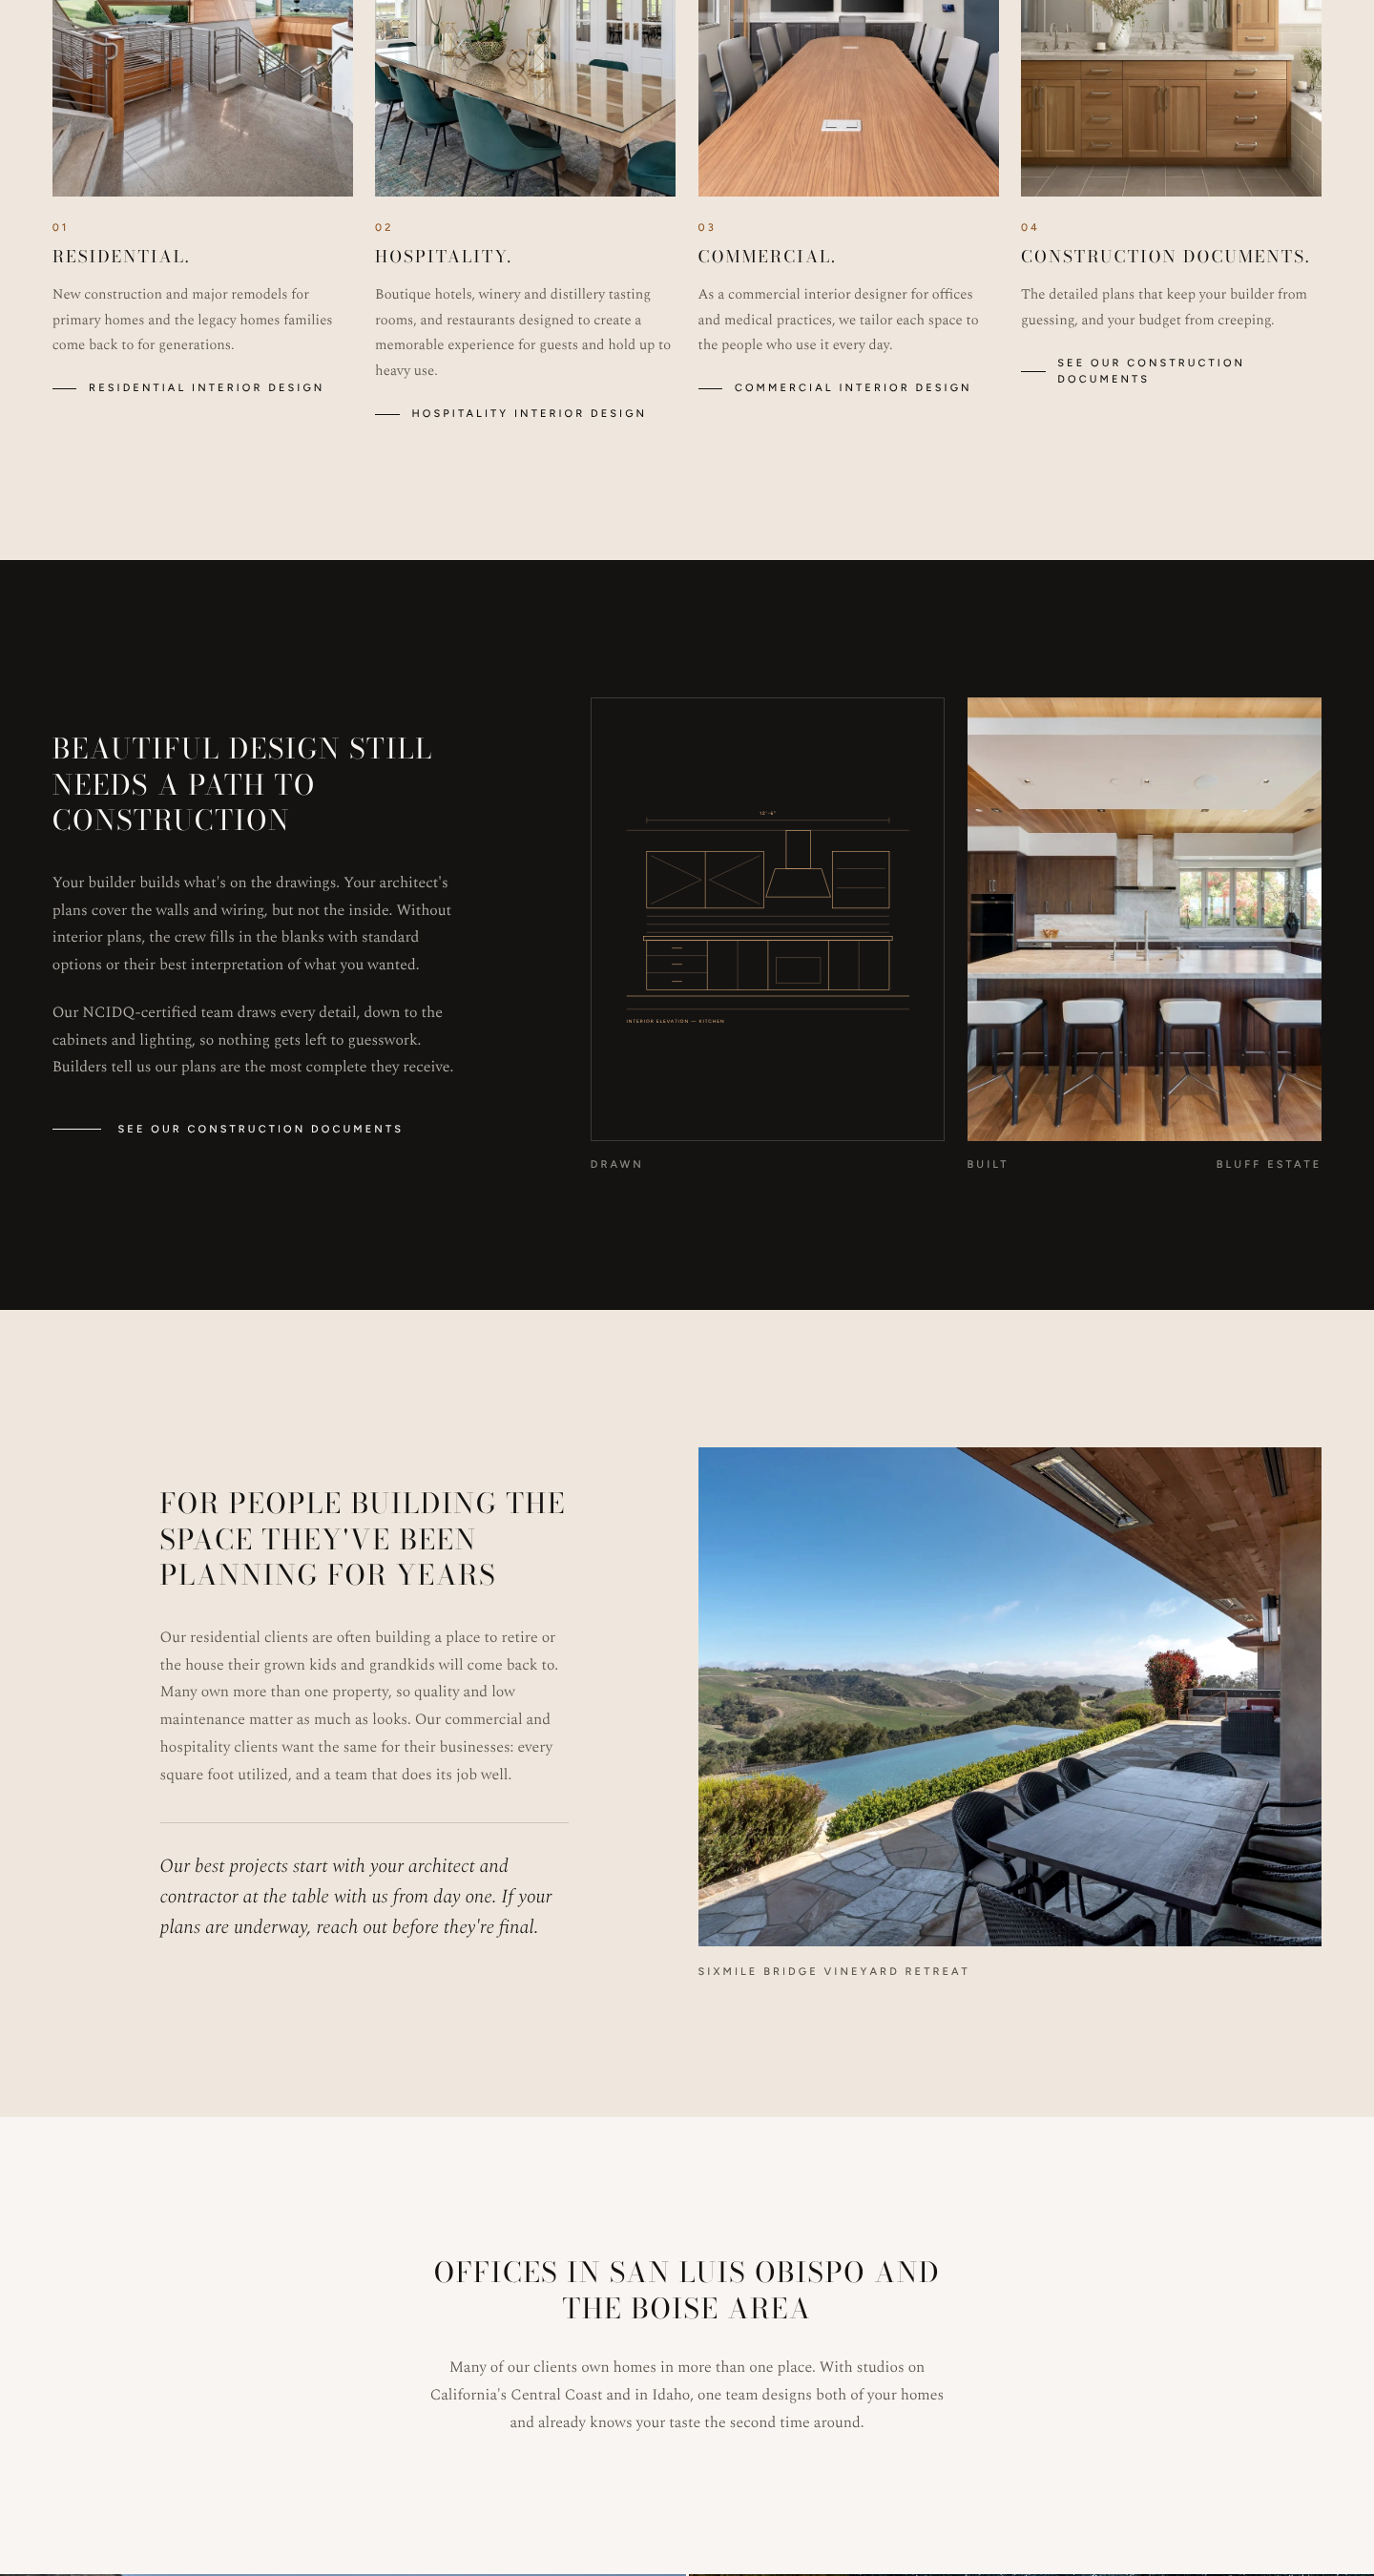 01
RESIDENTIAL.
New construction and major remodels for
primary homes and the legacy homes families
come back to for generations.
RESIDENTIAL INTERIOR DESIGN
02
HOSPITALITY.
Boutique hotels, winery and distillery tasting
rooms, and restaurants designed to create a
memorable experience for guests and hold up to
heavy use.
HOSPITALITY INTERIOR DESIGN
03
COMMERCIAL.
As a commercial interior designer for offices
and medical practices, we tailor each space to
the people who use it every day.
COMMERCIAL INTERIOR DESIGN
04
CONSTRUCTION DOCUMENTS.
The detailed plans that keep your builder from
guessing, and your budget from creeping.
SEE OUR CONSTRUCTION
DOCUMENTS
BEAUTIFUL DESIGN STILL
NEEDS A PATH TO
CONSTRUCTION
Your builder builds what's on the drawings. Your architect's
plans cover the walls and wiring, but not the inside. Without
interior plans, the crew fills in the blanks with standard
options or their best interpretation of what you wanted.
Our NCIDQ-certified team draws every detail, down to the
cabinets and lighting, so nothing gets left to guesswork.
Builders tell us our plans are the most complete they receive.
SEE OUR CONSTRUCTION DOCUMENTS
12'-6"
INTERIOR ELEVATION — KITCHEN
DRAWN
BUILT
BLUFF ESTATE
FOR PEOPLE BUILDING THE
SPACE THEY'VE BEEN
PLANNING FOR YEARS
Our residential clients are often building a place to retire or
the house their grown kids and grandkids will come back to.
Many own more than one property, so quality and low
maintenance matter as much as looks. Our commercial and
hospitality clients want the same for their businesses: every
square foot utilized, and a team that does its job well.
Our best projects start with your architect and
contractor at the table with us from day one. If your
plans are underway, reach out before they're final.
SIXMILE BRIDGE VINEYARD RETREAT
OFFICES IN SAN LUIS OBISPO AND
THE BOISE AREA
Many of our clients own homes in more than one place. With studios on
California's Central Coast and in Idaho, one team designs both of your homes
and already knows your taste the second time around.